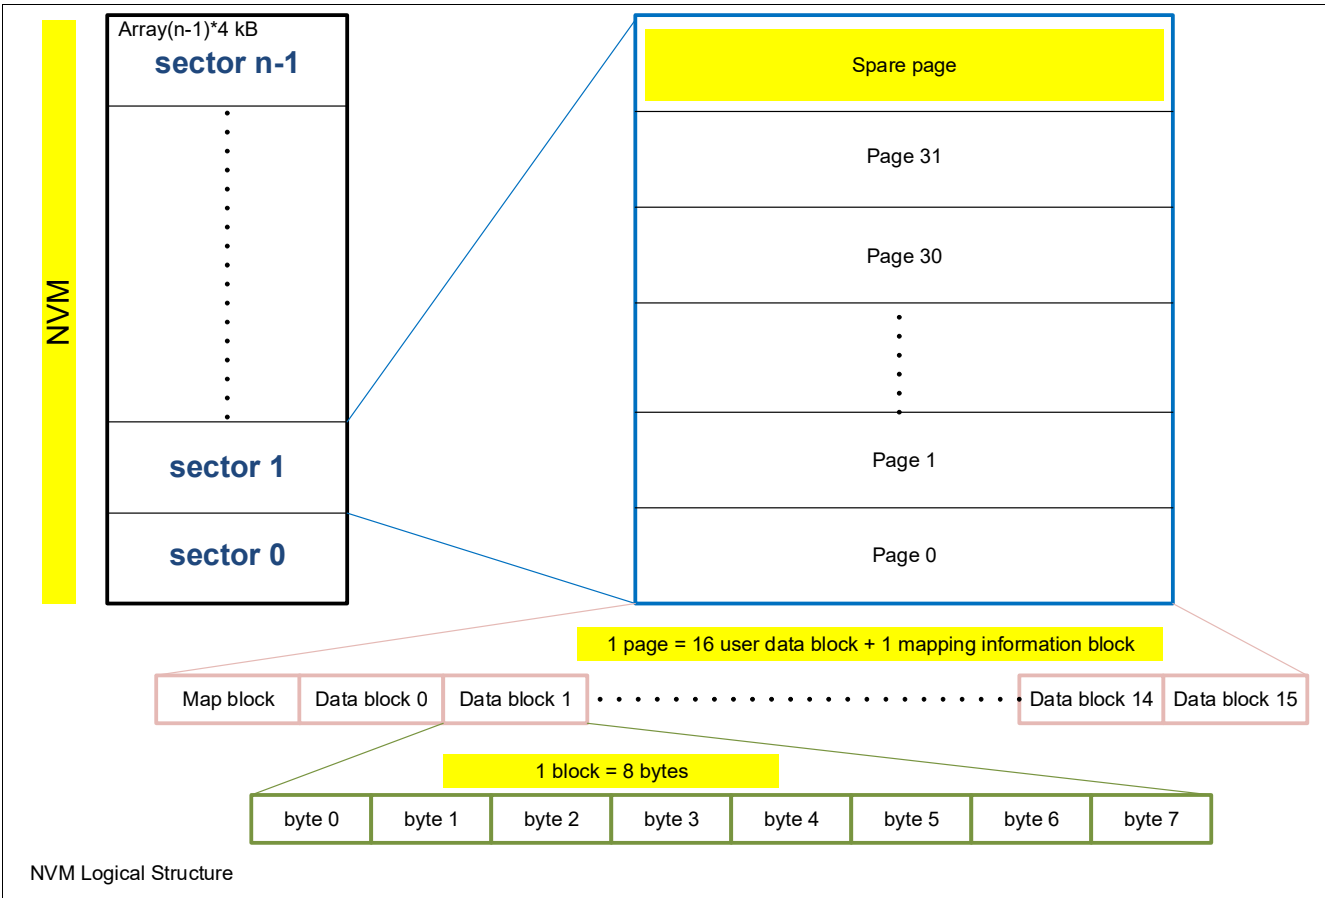 NVM
Array(n-1)*4 kB
sector n-1
sector 1
sector 0
Spare page
Page 31
Page 30
Page 1
Page 0
1 page = 16 user data block + 1 mapping information block
Map block
Data block 0
Data block 1
Data block 14
Data block 15
1 block = 8 bytes
byte 0
byte 1
byte 2
byte 3
byte 4
byte 5
byte 6
byte 7
NVM Logical Structure